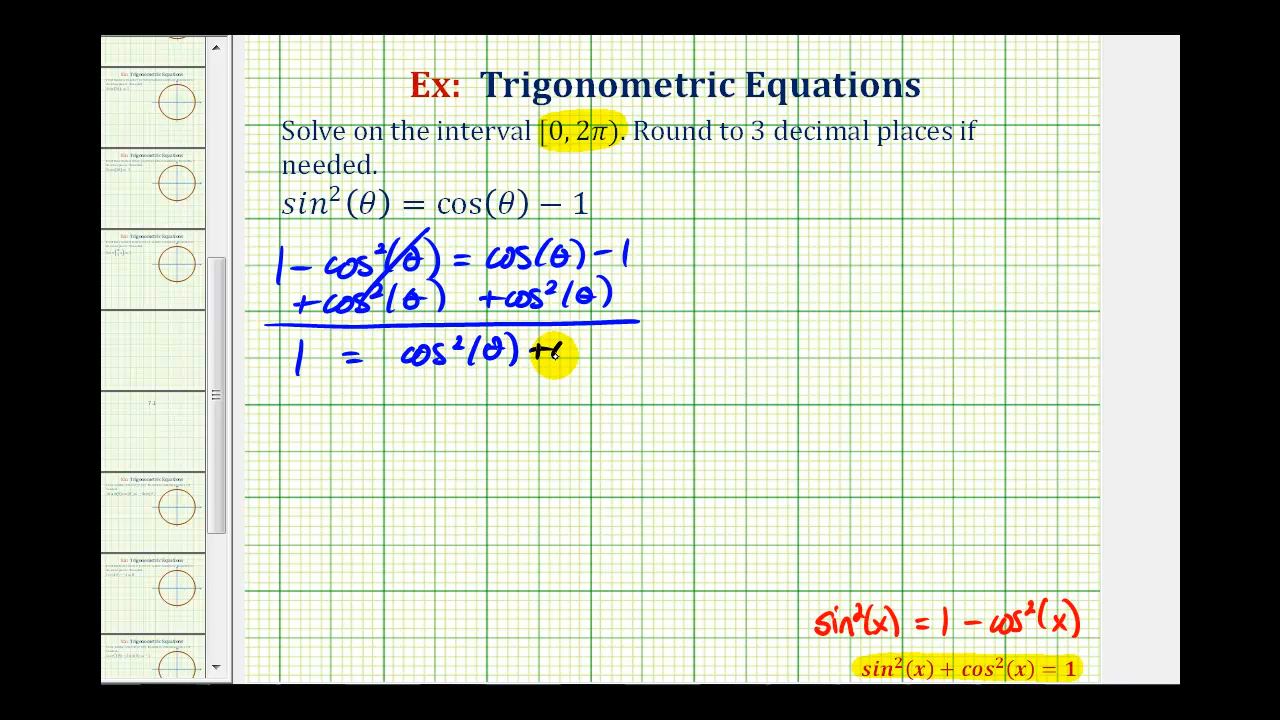 Ex: Trigonometric Equations
Solve on the interval [0, 2π). Round to 3 decimal places if
needed.
sin²(θ) = cos(θ) − 1
1 − cos²(θ) = cos(θ) − 1
+cos²(θ) +cos²(θ)
1 = cos²(θ) +
sin²(x) = 1 − cos²(x)
sin²(x) + cos²(x) = 1